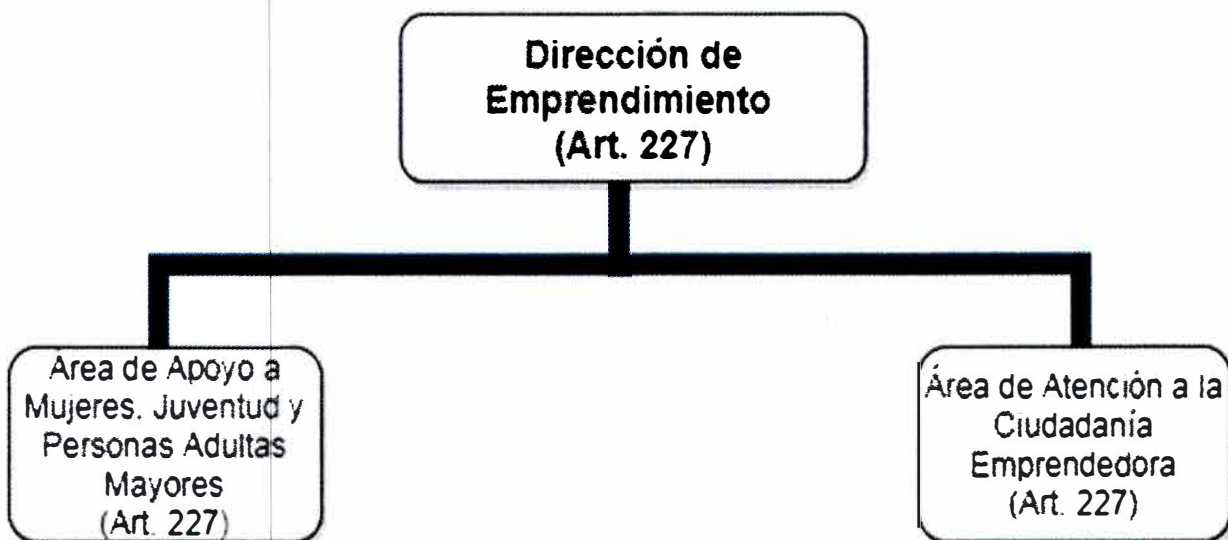 Dirección de
Emprendimiento
(Art. 227)
Area de Apoyo a
Mujeres. Juventud y
Personas Adultas
Mayores
(Art. 227)
Área de Atención a la
Ciudadanía
Emprendedora
(Art. 227)